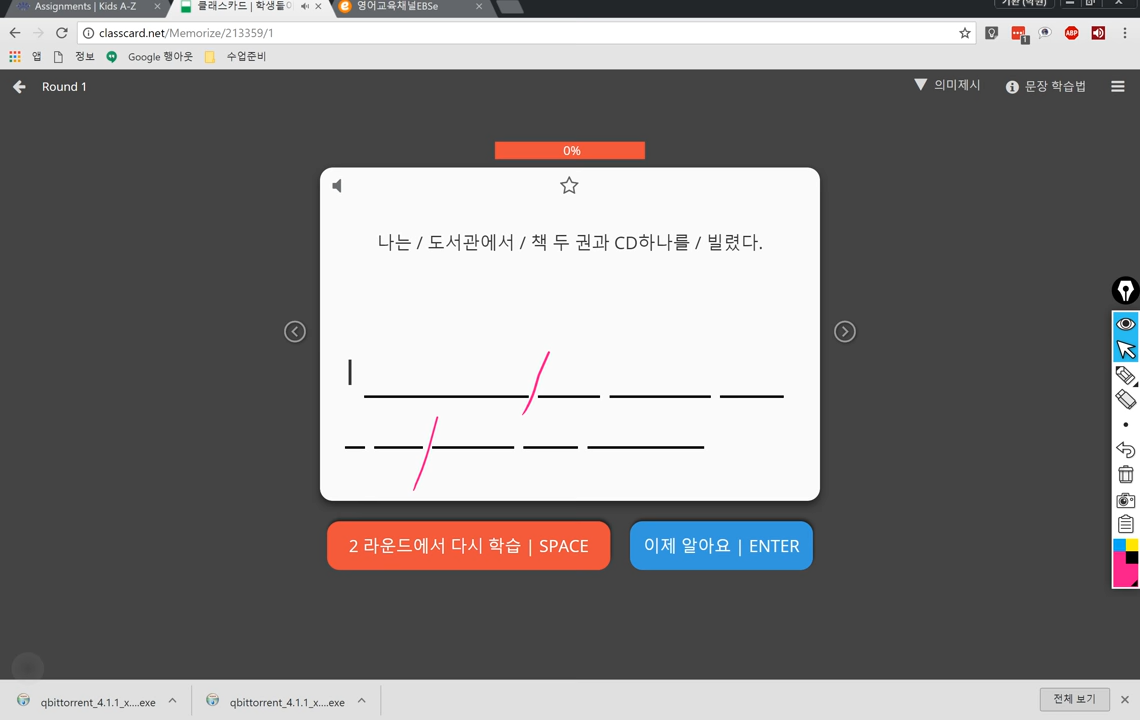 Assignments | Kids A-Z
클래스카드 | 학생들이
영어교육채널EBSe
classcard.net/Memorize/213359/1
앱 정보 Google 행아웃 수업준비
Round 1
의미제시
문장 학습법
0%
나는 / 도서관에서 / 책 두 권과 CD하나를 / 빌렸다.
I
2 라운드에서 다시 학습 | SPACE
이제 알아요 | ENTER
qbittorrent_4.1.1_x....exe
qbittorrent_4.1.1_x....exe
전체 보기